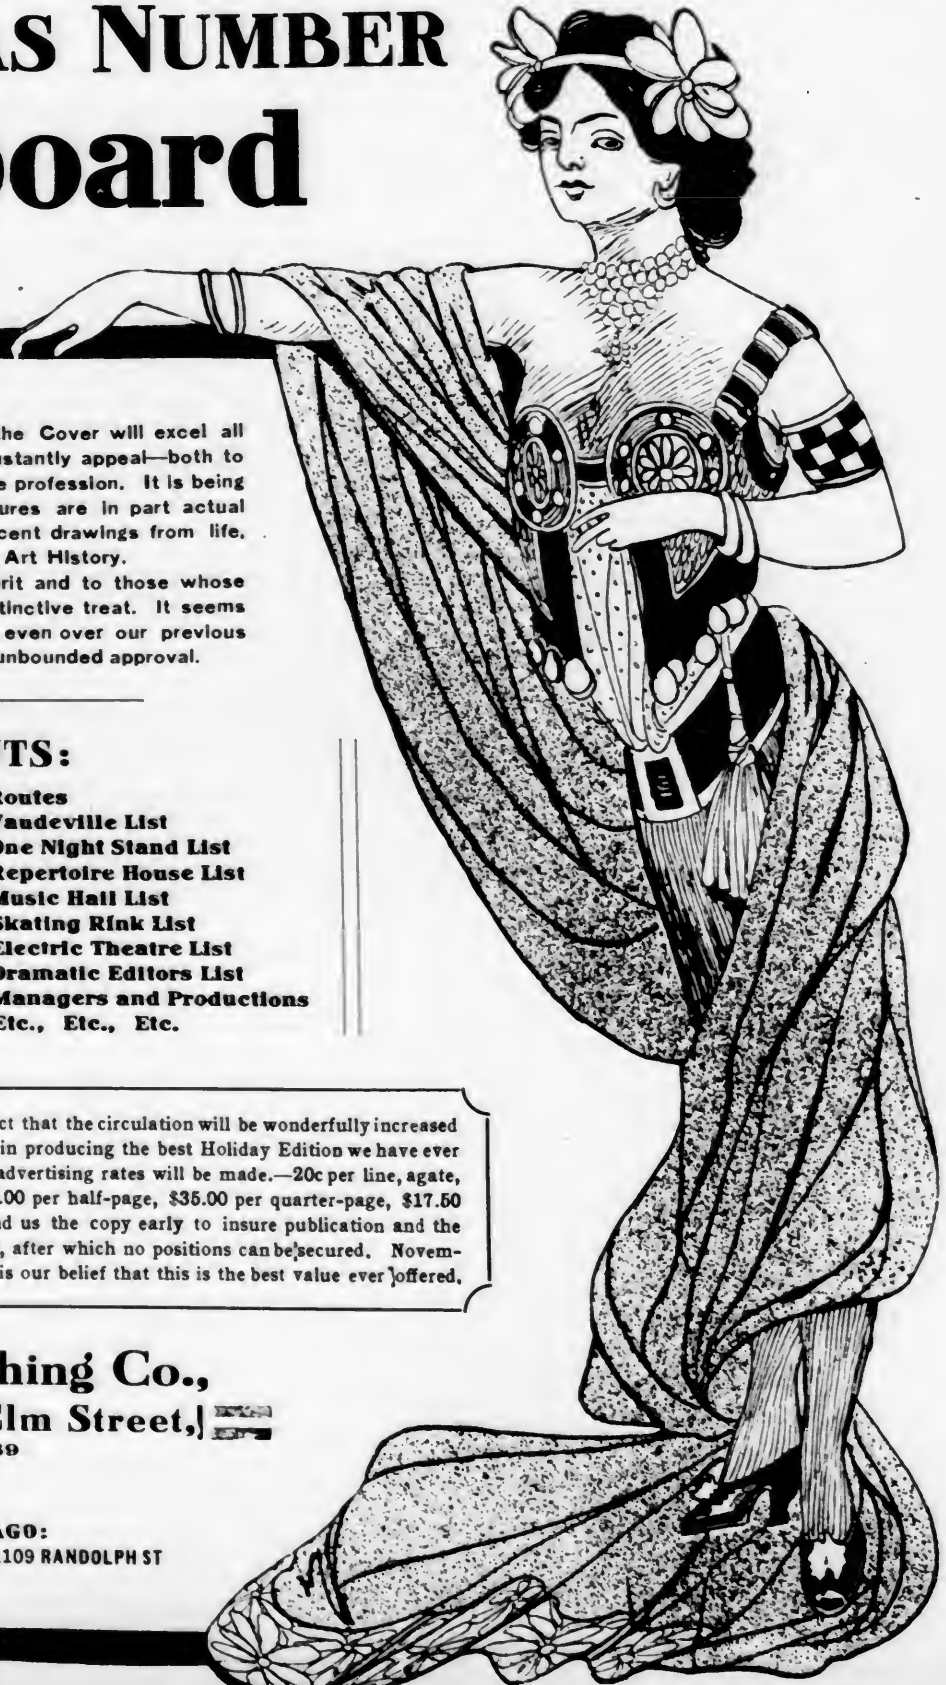 AS NUMBER
board
he Cover will excel all
stantly appeal—both to
e profession. It is being
ures are in part actual
cent drawings from life,
Art History.
rit and to those whose
tinctive treat. It seems
even over our previous
unbounded approval.
TS:
Routes
Vaudeville List
One Night Stand List
Repertoire House List
Music Hall List
Skating Rink List
Electric Theatre List
Dramatic Editors List
Managers and Productions
Etc., Etc., Etc.
ct that the circulation will be wonderfully increased
in producing the best Holiday Edition we have ever
advertising rates will be made.—20c per line, agate,
.00 per half-page, $35.00 per quarter-page, $17.50
d us the copy early to insure publication and the
, after which no positions can be secured. Novem-
is our belief that this is the best value ever offered.
hing Co.,
Elm Street,
39
AGO:
109 RANDOLPH ST